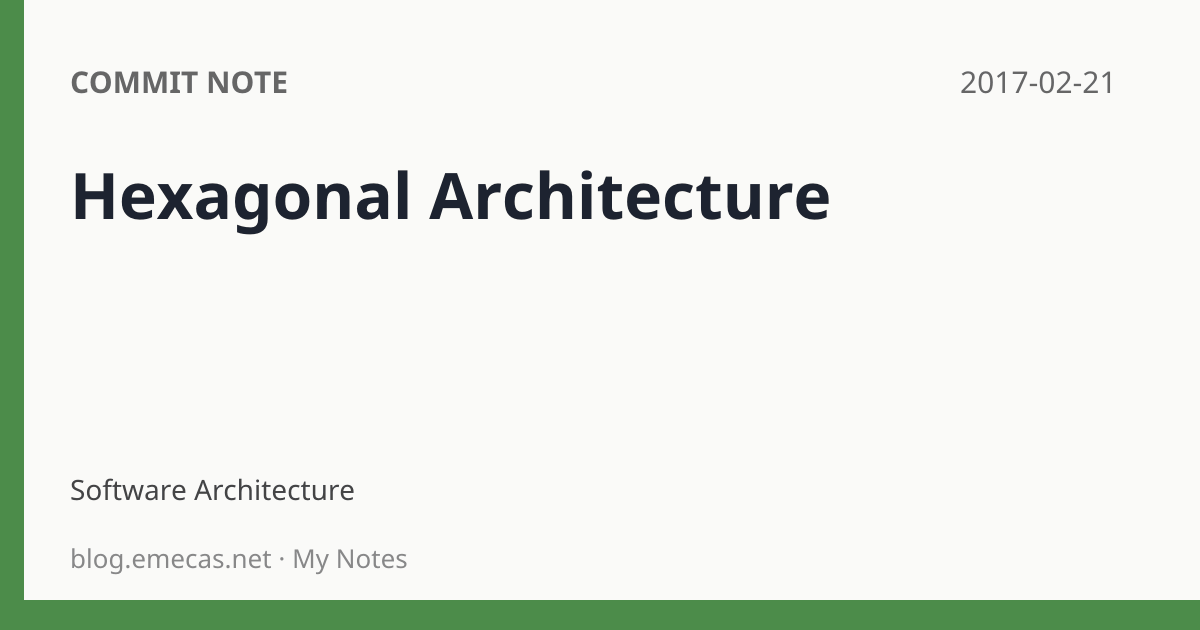 COMMIT NOTE
2017-02-21
Hexagonal Architecture
Software Architecture
blog.emecas.net · My Notes